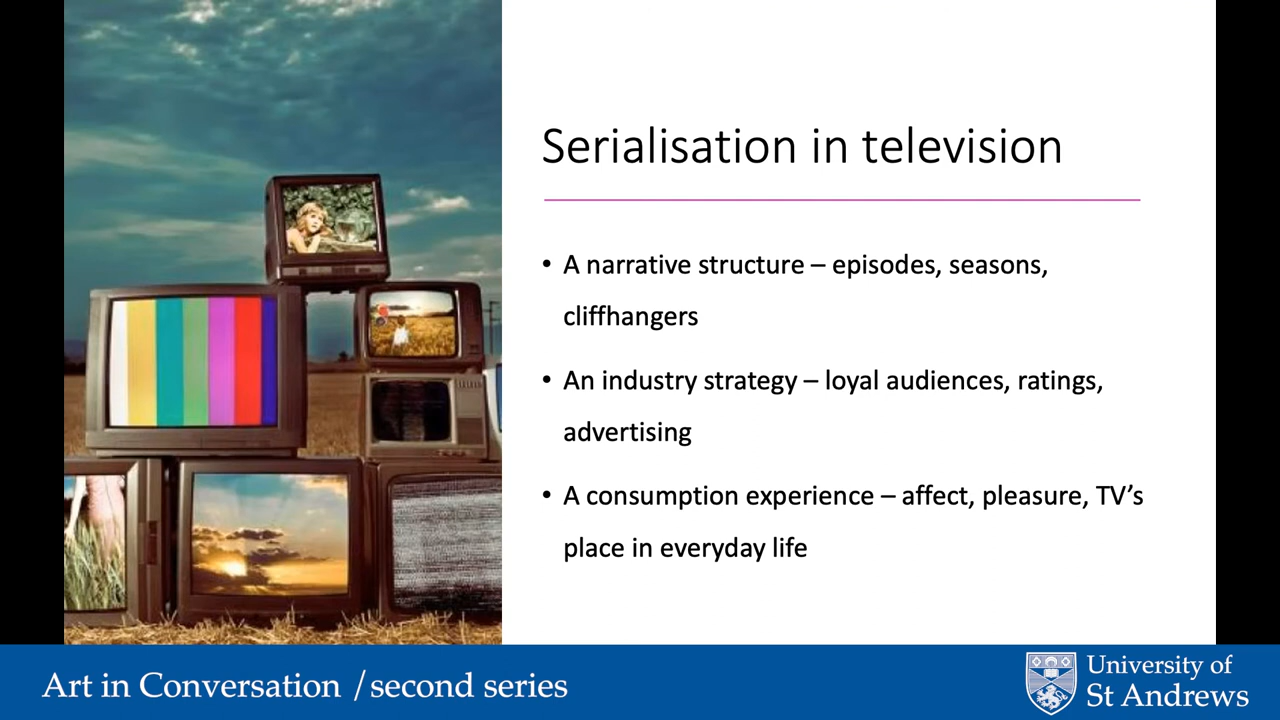 Serialisation in television
• A narrative structure – episodes, seasons,
cliffhangers
• An industry strategy – loyal audiences, ratings,
advertising
• A consumption experience – affect, pleasure, TV’s
place in everyday life
Art in Conversation / second series
University of
St Andrews